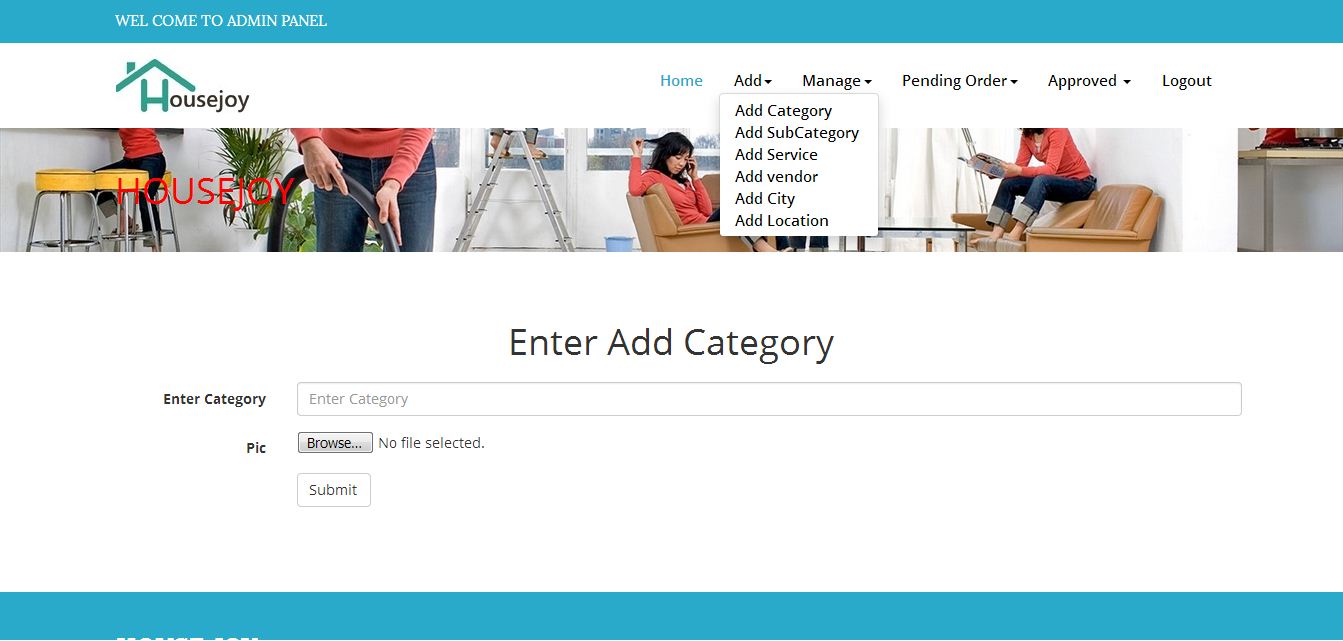 WEL COME TO ADMIN PANEL
Housejoy
Home Add Manage Pending Order Approved Logout
Add Category
Add SubCategory
Add Service
Add vendor
Add City
Add Location
HOUSEJOY
Enter Add Category
Enter Category Enter Category
Pic Browse... No file selected.
Submit